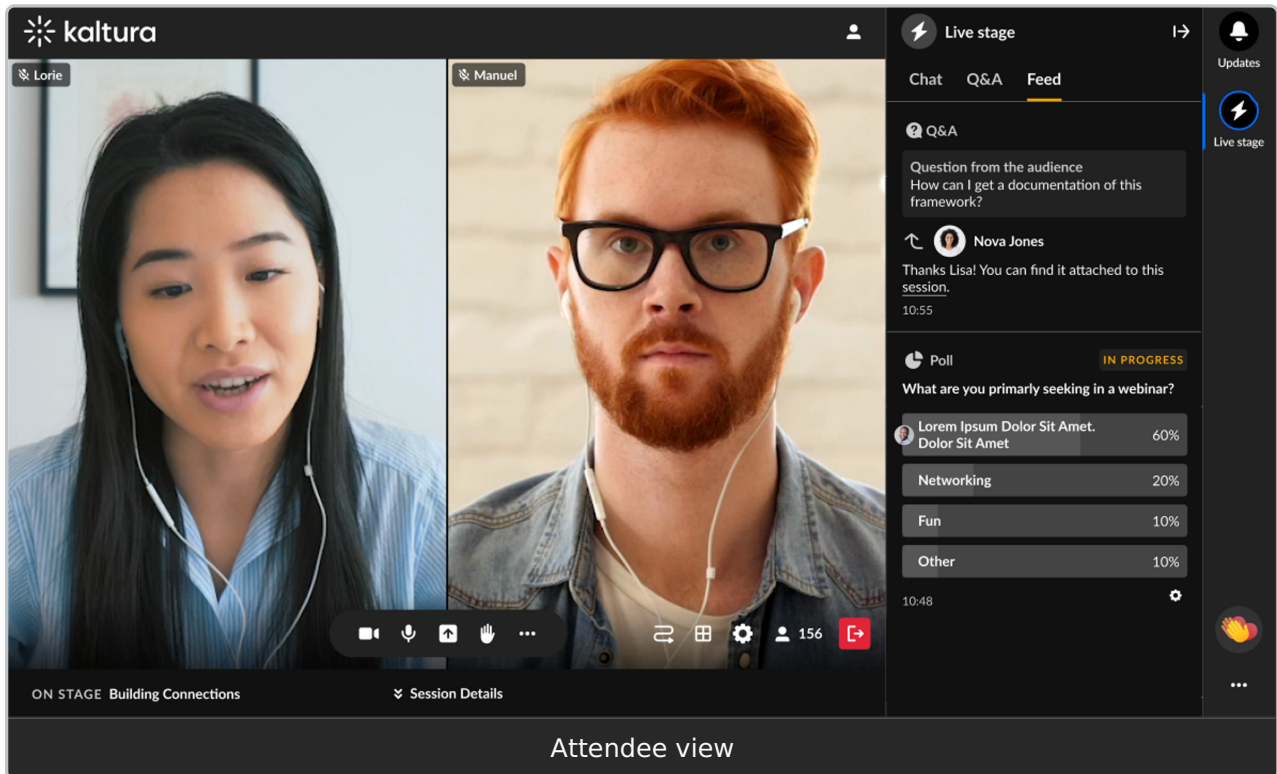 kaltura
Lorie
Manuel
156
ON STAGE Building Connections
Session Details
Live stage
Chat Q&A Feed
Q&A
Question from the audience
How can I get a documentation of this
framework?
Nova Jones
Thanks Lisa! You can find it attached to this
session.
10:55
Poll IN PROGRESS
What are you primarly seeking in a webinar?
Lorem Ipsum Dolor Sit Amet.
Dolor Sit Amet 60%
Networking 20%
Fun 10%
Other 10%
10:48
Updates
Live stage
Attendee view